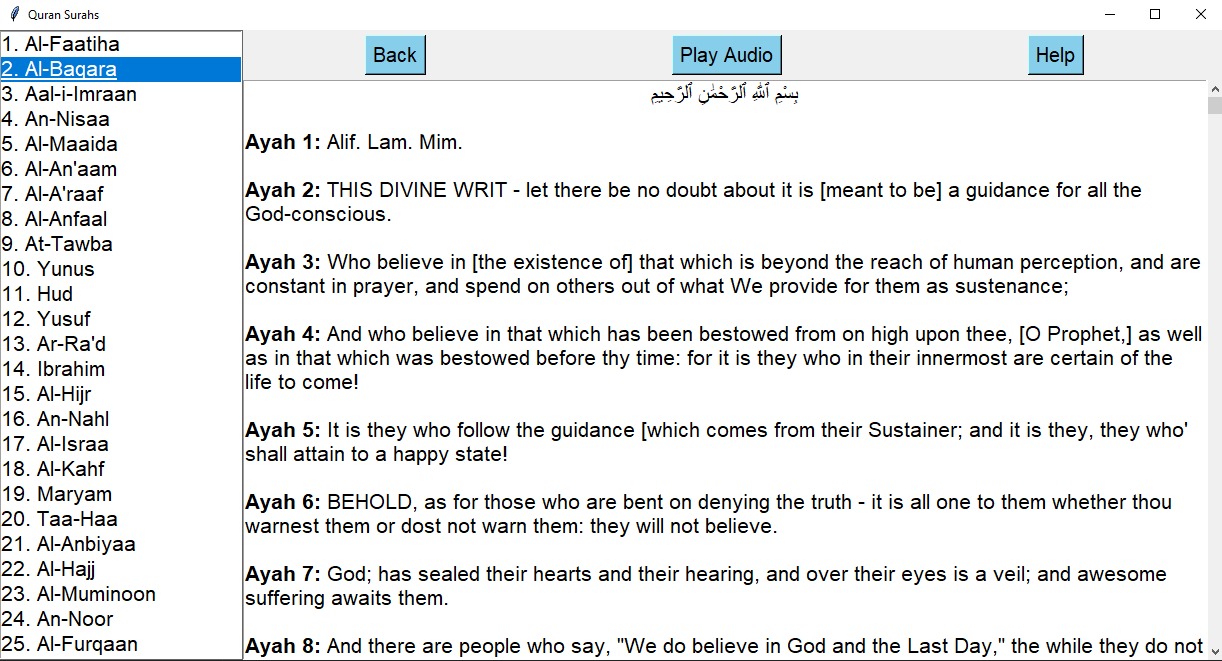 Quran Surahs
1. Al-Faatiha
2. Al-Baqara
3. Aal-i-Imraan
4. An-Nisaa
5. Al-Maaida
6. Al-An'aam
7. Al-A'raaf
8. Al-Anfaal
9. At-Tawba
10. Yunus
11. Hud
12. Yusuf
13. Ar-Ra'd
14. Ibrahim
15. Al-Hijr
16. An-Nahl
17. Al-Israa
18. Al-Kahf
19. Maryam
20. Taa-Haa
21. Al-Anbiyaa
22. Al-Hajj
23. Al-Muminoon
24. An-Noor
25. Al-Furqaan
Back
Play Audio
Help
بِسْمِ ٱللَّهِ ٱلرَّحْمَٰنِ ٱلرَّحِيمِ
Ayah 1: Alif. Lam. Mim.
Ayah 2: THIS DIVINE WRIT - let there be no doubt about it is [meant to be] a guidance for all the
God-conscious.
Ayah 3: Who believe in [the existence of] that which is beyond the reach of human perception, and are
constant in prayer, and spend on others out of what We provide for them as sustenance;
Ayah 4: And who believe in that which has been bestowed from on high upon thee, [O Prophet,] as well
as in that which was bestowed before thy time: for it is they who in their innermost are certain of the
life to come!
Ayah 5: It is they who follow the guidance [which comes from their Sustainer; and it is they, they who'
shall attain to a happy state!
Ayah 6: BEHOLD, as for those who are bent on denying the truth - it is all one to them whether thou
warnest them or dost not warn them: they will not believe.
Ayah 7: God; has sealed their hearts and their hearing, and over their eyes is a veil; and awesome
suffering awaits them.
Ayah 8: And there are people who say, "We do believe in God and the Last Day," the while they do not